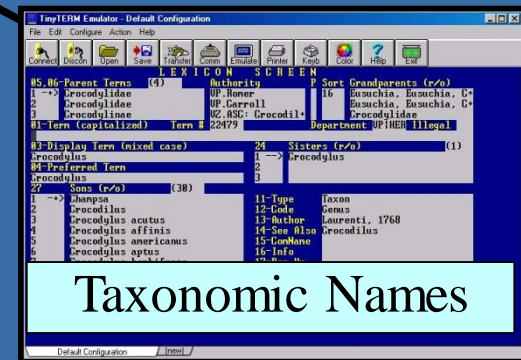 TinyTERM Emulator - Default Configuration
File Edit Configure Action Help
Connect Discon Open Save Transfer Comm Emulate Printer Keyb Color Help Exit
LEXICON SCREEN
05.06-Parent Terms (4) Authority P Sort Grandparents (r/o)
1 -+> Crocodylidae VP.Romer 16 Eusuchia, Eusuchia, C+
2 Crocodylidae VP.Carroll Eusuchia, Eusuchia, C+
3 Crocodylinae VZ.ASC: Crocodil+ Crocodylidae
01-Term (capitalized) Term # 22479 Department VP!HER Illegal
03-Display Term (mixed case) 24 Sisters (r/o) (1)
Crocodylus 1 --> Crocodylus
04-Preferred Term 2
Crocodylus 3
27 Sons (r/o) (30)
1 -+> Champsa 11-Type Taxon
2 Crocodilus 12-Code Genus
3 Crocodylus acutus 13-Author Laurenti, 1768
4 Crocodylus affinis 14-See Also Crocodilus
5 Crocodylus americanus 15-ComName
6 Crocodylus aptus 16-Info
Taxonomic Names
Default Configuration [new]